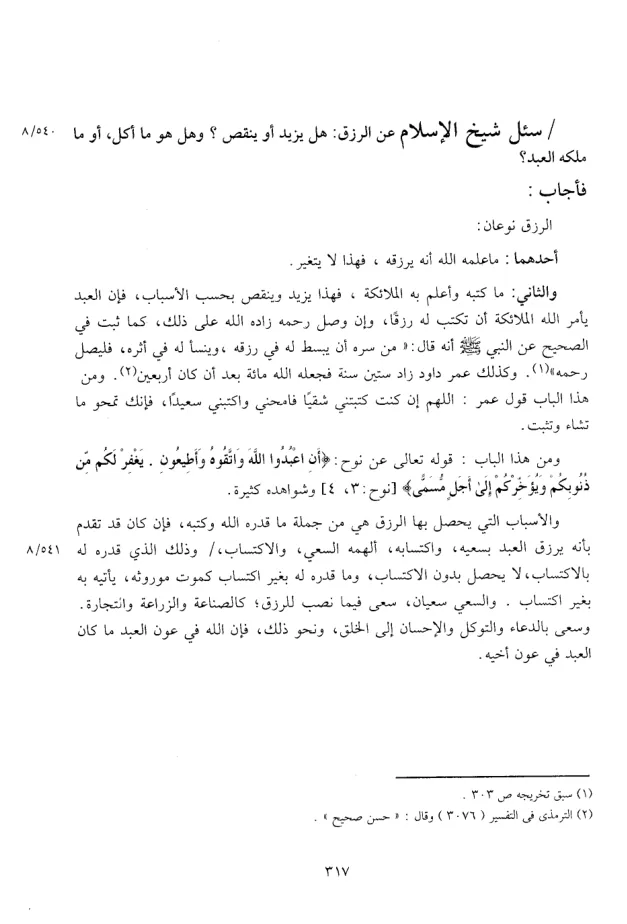 / سئل شيخ الإسلام عن الرزق: هل يزيد أو ينقص ؟ وهل هو ما أكل، أو ما ٨/٥٤٠
ملكه العبد؟
فأجاب :
الرزق نوعان:
أحدهما : ماعلمه الله أنه يرزقه ، فهذا لا يتغير .
والثاني: ما كتبه وأعلم به الملائكة ، فهذا يزيد وينقص بحسب الأسباب، فإن العبد
يأمر الله الملائكة أن تكتب له رزقًا، وإن وصل رحمه زاده الله على ذلك، كما ثبت في
الصحيح عن النبي ﷺ أنه قال: « من سره أن يبسط له في رزقه ،وينسأ له في أثره، فليصل
رحمه»(١). وكذلك عمر داود زاد ستين سنة فجعله الله مائة بعد أن كان أربعين(٢). ومن
هذا الباب قول عمر : اللهم إن كنت كتبتني شقيًا فامحني واكتبني سعيدًا، فإنك تمحو ما
تشاء وتثبت.
ومن هذا الباب : قوله تعالى عن نوح: ﴿أَنِ اعْبُدُوا اللَّهَ وَاتَّقُوهُ وَأَطِيعُونِ . يَغْفِرْ لَكُم مِّن
ذُنُوبِكُمْ وَيُؤَخِّرْكُمْ إِلَىٰ أَجَلٍ مُّسَمًّى﴾ [نوح:٣، ٤] وشواهده كثيرة.
والأسباب التي يحصل بها الرزق هي من جملة ما قدره الله وكتبه، فإن كان قد تقدم
بأنه يرزق العبد بسعيه، واكتسابه، ألهمه السعي، والاكتساب،/ وذلك الذي قدره له ٨/٥٤١
بالاكتساب، لا يحصل بدون الاكتساب، وما قدره له بغير اكتساب كموت موروثه، يأتيه به
بغير اكتساب . والسعي سعيان، سعى فيما نصب للرزق؛ كالصناعة والزراعة والتجارة.
وسعى بالدعاء والتوكل والإحسان إلى الخلق، ونحو ذلك، فإن الله في عون العبد ما كان
العبد في عون أخيه .
(١) سبق تخريجه ص ٣٠٣ .
(٢) الترمذى فى التفسير ( ٣٠٧٦ ) وقال : « حسن صحيح » .
٣١٧